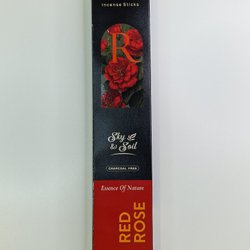 Incense Sticks
R
Sky
& Soil
CHARCOAL FREE
Essence Of Nature
RED
ROSE